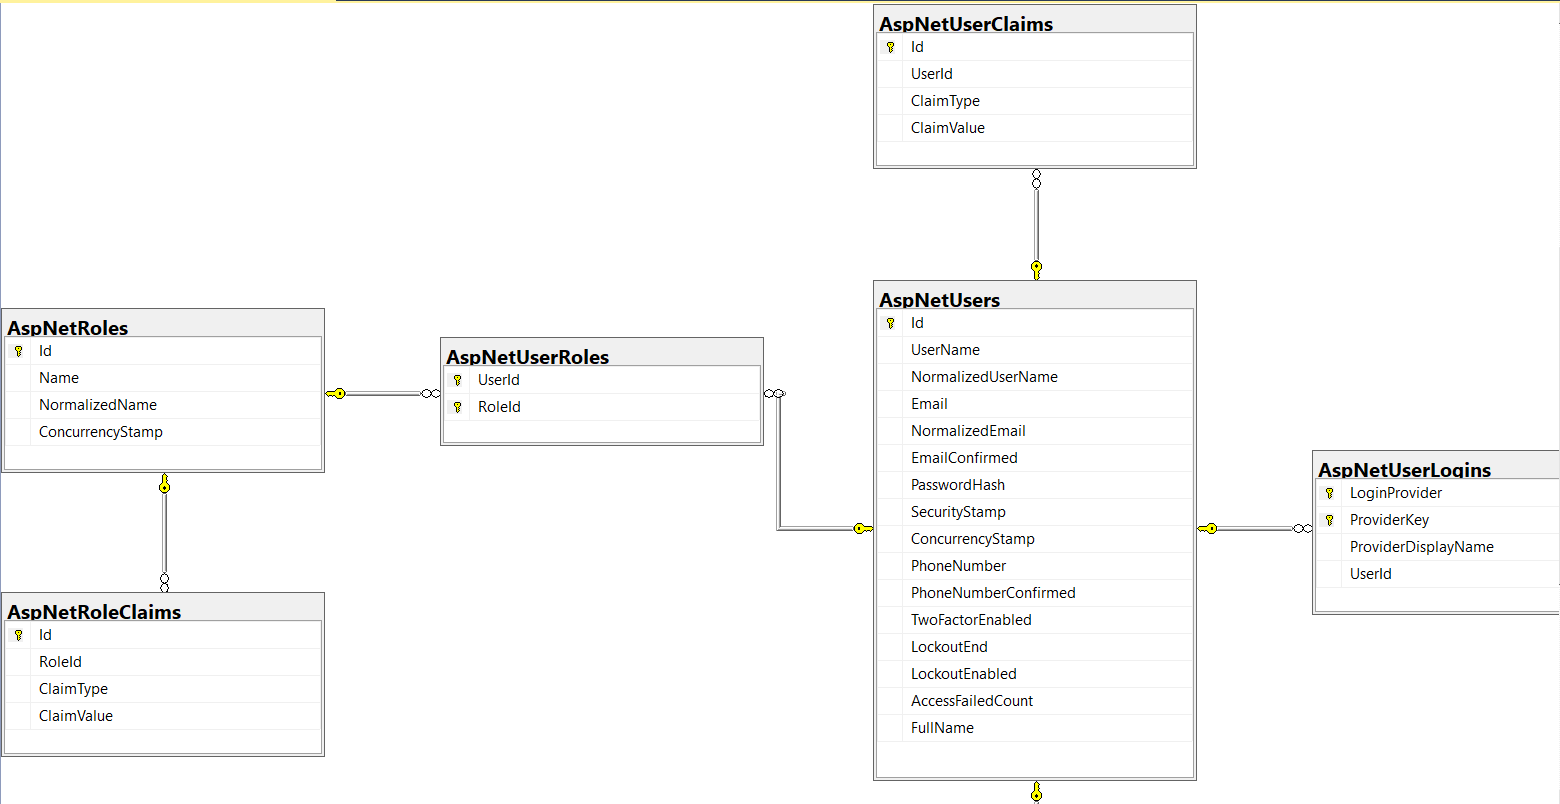 AspNetUserClaims
Id
UserId
ClaimType
ClaimValue
AspNetUsers
Id
UserName
NormalizedUserName
Email
NormalizedEmail
EmailConfirmed
PasswordHash
SecurityStamp
ConcurrencyStamp
PhoneNumber
PhoneNumberConfirmed
TwoFactorEnabled
LockoutEnd
LockoutEnabled
AccessFailedCount
FullName
AspNetRoles
Id
Name
NormalizedName
ConcurrencyStamp
AspNetUserRoles
UserId
RoleId
AspNetUserLogins
LoginProvider
ProviderKey
ProviderDisplayName
UserId
AspNetRoleClaims
Id
RoleId
ClaimType
ClaimValue